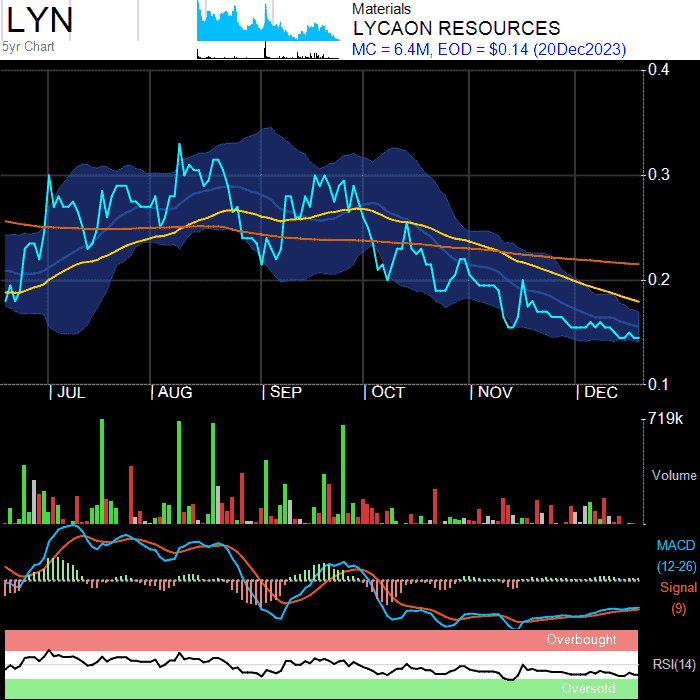 LYN
5yr Chart
Materials
LYCAON RESOURCES
MC = 6.4M, EOD = $0.14 (20Dec2023)
0.4
0.3
0.2
0.1
JUL AUG SEP OCT NOV DEC
719k
Volume
MACD
(12-26)
Signal
(9)
Overbought
RSI(14)
Oversold